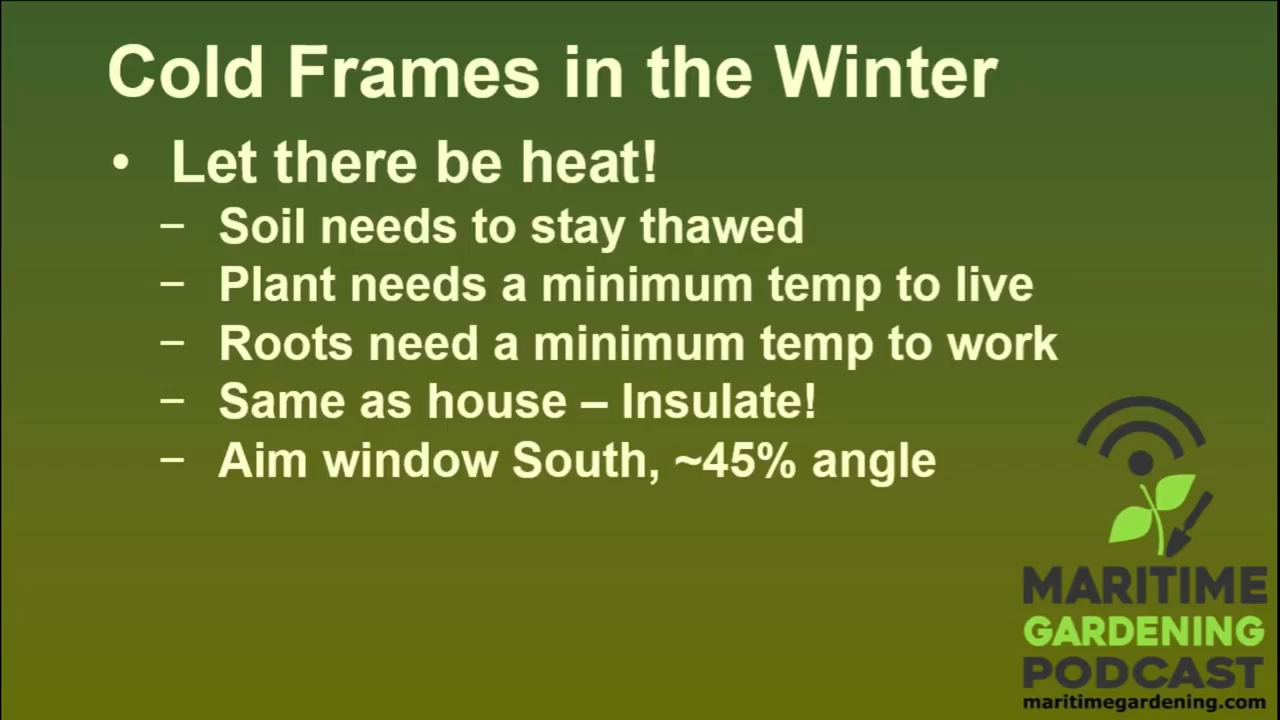 Cold Frames in the Winter
• Let there be heat!
– Soil needs to stay thawed
– Plant needs a minimum temp to live
– Roots need a minimum temp to work
– Same as house – Insulate!
– Aim window South, ~45% angle
MARITIME
GARDENING
PODCAST
maritimegardening.com